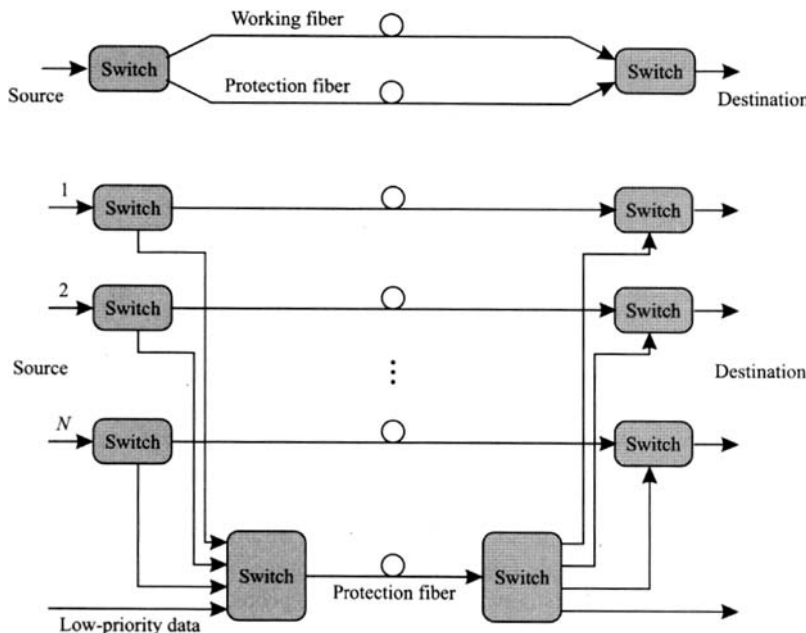 Working fiber
Switch
Switch
Source
Protection fiber
Destination
1
Switch
Switch
2
Switch
Switch
Source
Destination
N
Switch
Switch
Switch
Switch
Protection fiber
Low-priority data